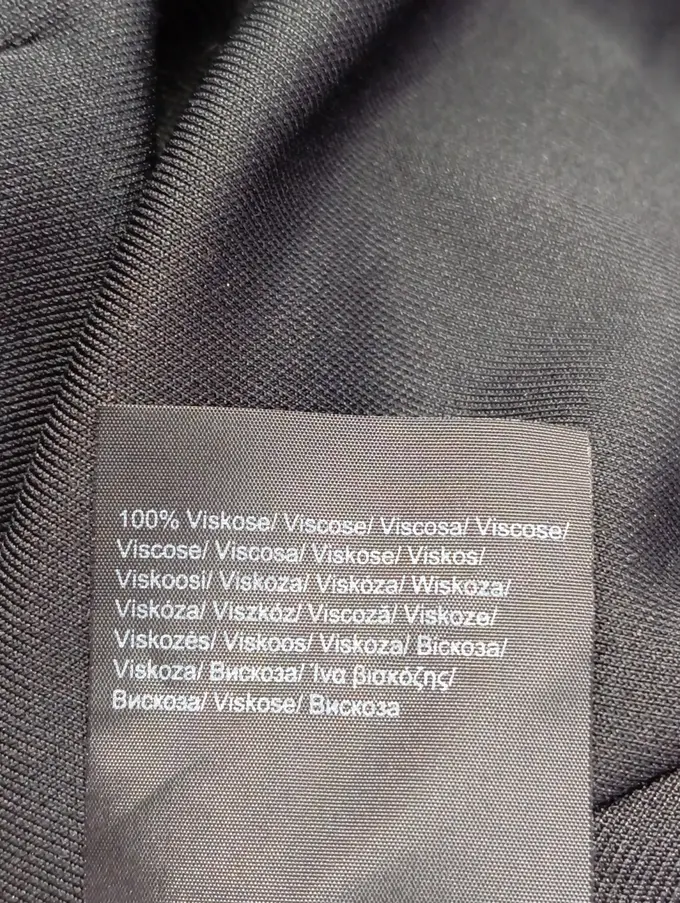 100% Viskose/ Viscose/ Viscosa/ Viscose/
Viscose/ Viscosa/ Viskose/ Viskos/
Viskoosi/ Viskoza/ Viskóza/ Wiskoza/
Viskóza/ Viszkóz/ Viscoză/ Viskoze/
Viskozės/ Viskoos/ Viskoza/ Віскоза/
Viskoza/ Вискоза/ Ίνα βισκόζης/
Вискоза/ Viskose/ Вискоза